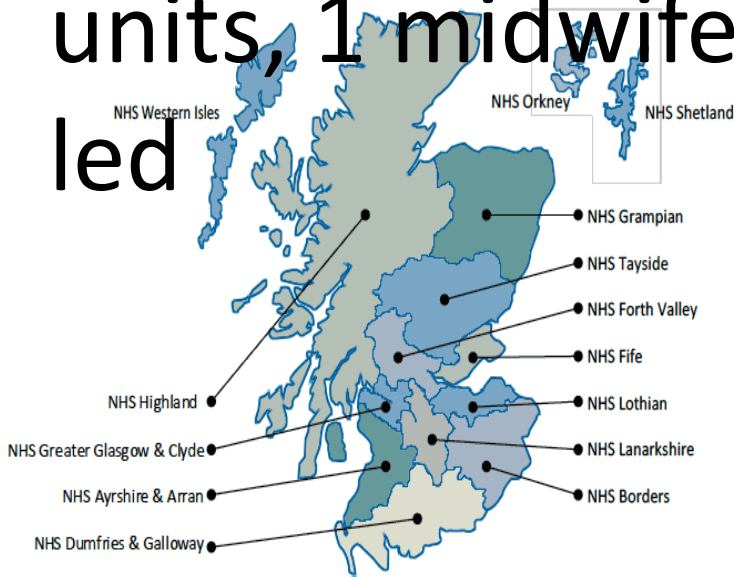 units, 1 midwife
led
NHS Western Isles
NHS Orkney
NHS Shetland
NHS Grampian
NHS Tayside
NHS Forth Valley
NHS Fife
NHS Highland
NHS Lothian
NHS Greater Glasgow & Clyde
NHS Lanarkshire
NHS Ayrshire & Arran
NHS Borders
NHS Dumfries & Galloway